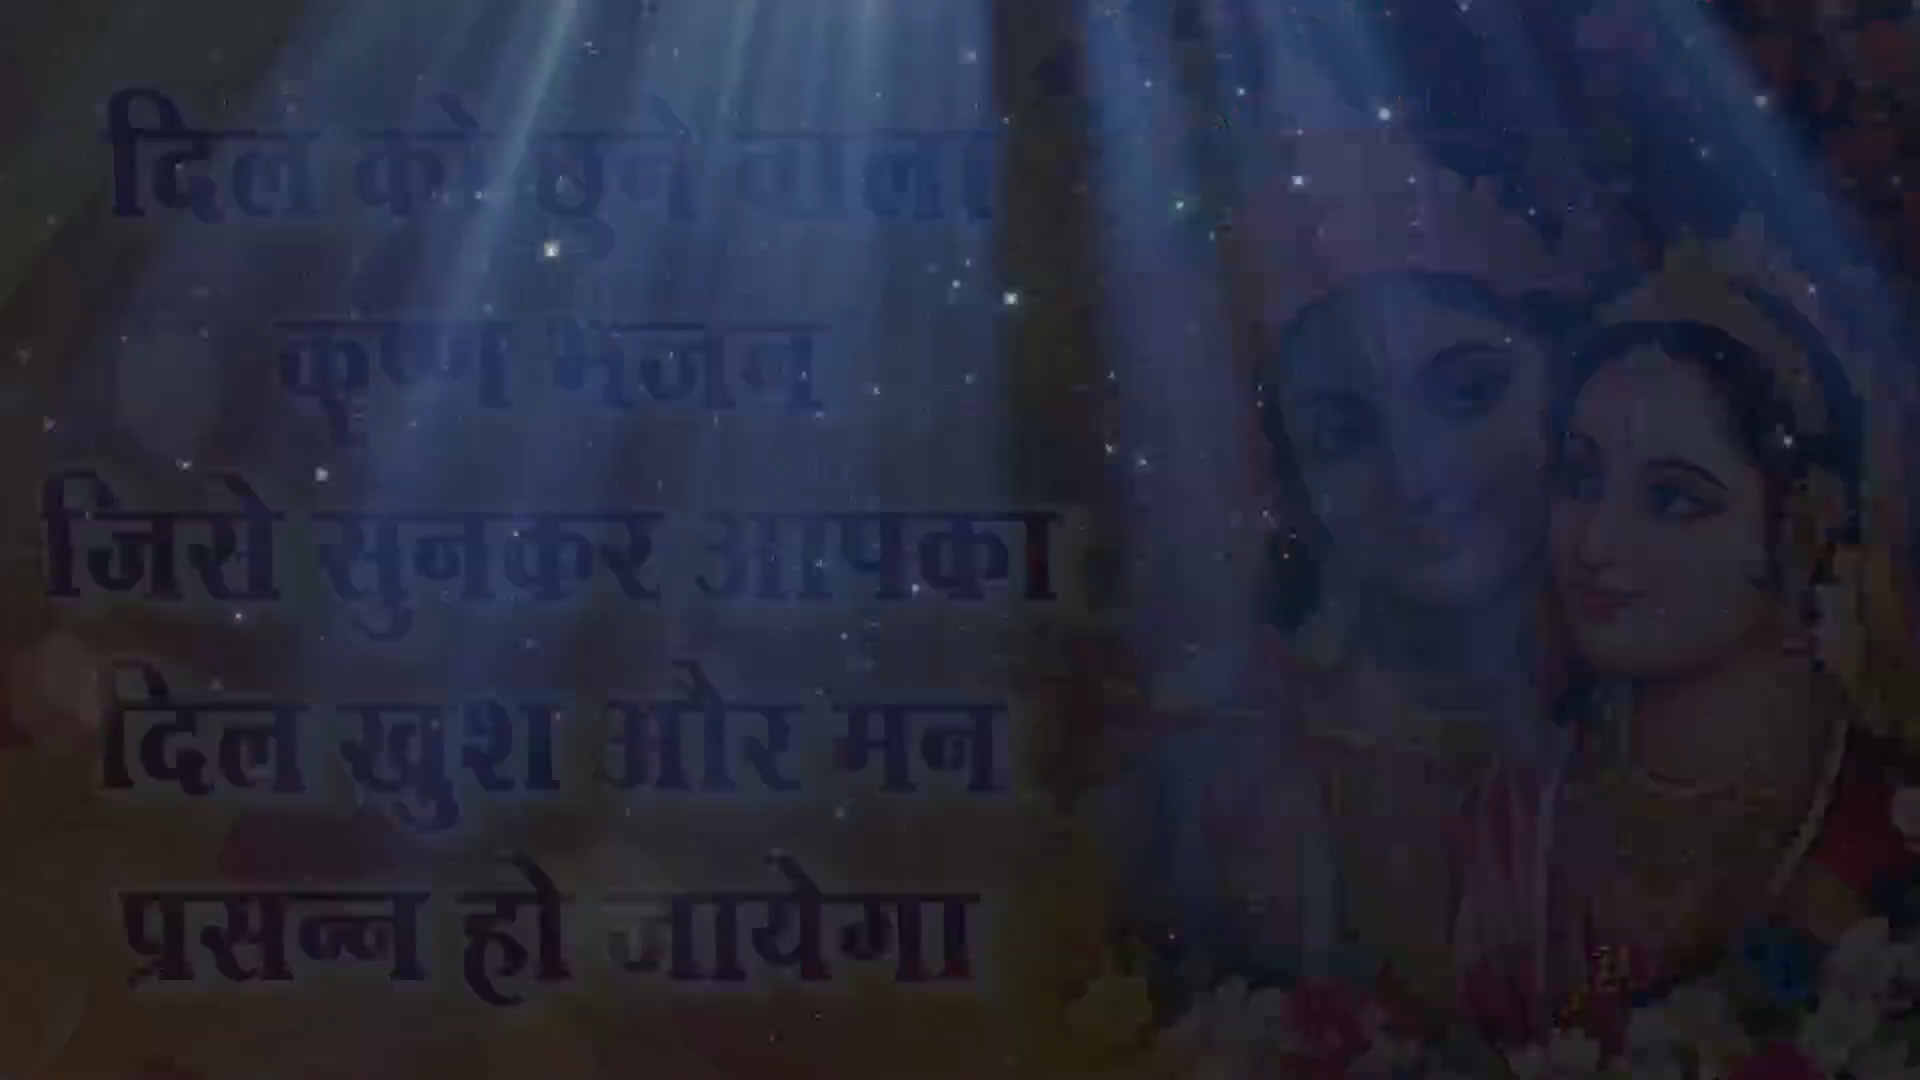 दिल को छुने वाला
कृष्ण भजन
जिसे सुनकर आपका
दिल खुश और मन
प्रसन्न हो जायेगा